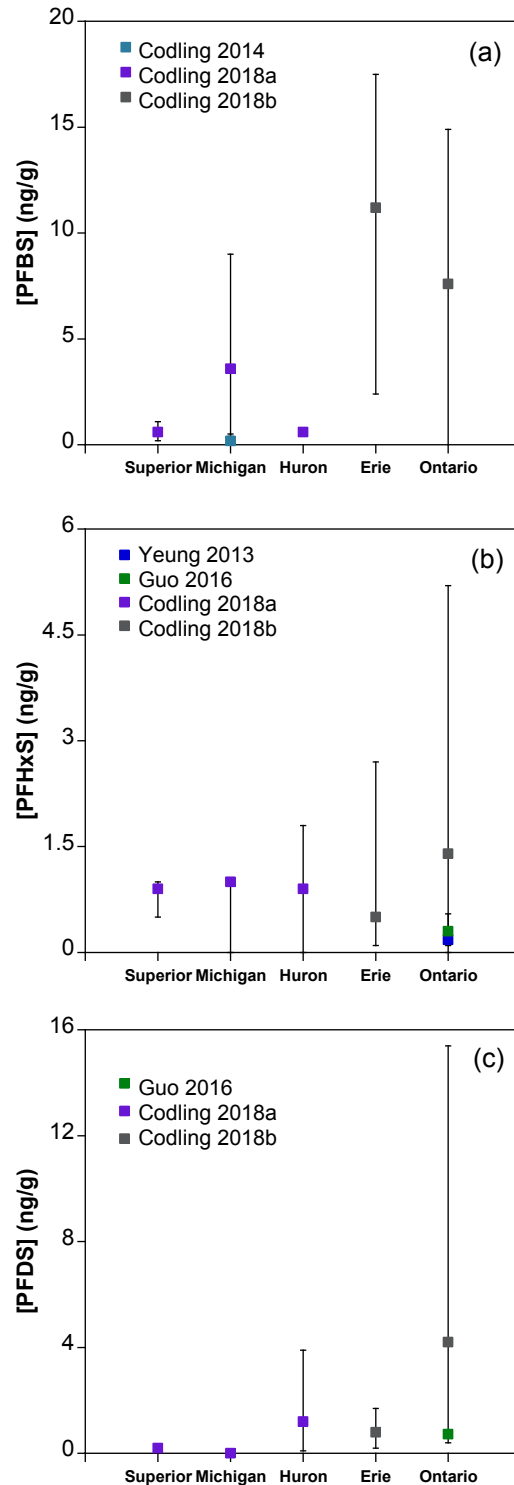 20
(a)
Codling 2014
Codling 2018a
Codling 2018b
15
10
5
0
[PFBS] (ng/g)
Superior Michigan Huron Erie Ontario
6
(b)
Yeung 2013
Guo 2016
Codling 2018a
Codling 2018b
4.5
3
1.5
0
[PFHxS] (ng/g)
Superior Michigan Huron Erie Ontario
16
(c)
Guo 2016
Codling 2018a
Codling 2018b
12
8
4
0
[PFDS] (ng/g)
Superior Michigan Huron Erie Ontario